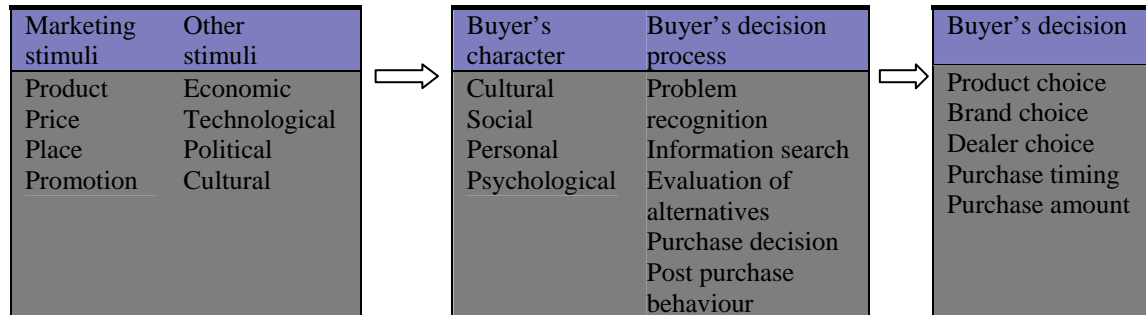 Marketing stimuli
Other stimuli
Product
Price
Place
Promotion
Economic
Technological
Political
Cultural
Buyer’s character
Buyer’s decision process
Cultural
Social
Personal
Psychological
Problem recognition
Information search
Evaluation of alternatives
Purchase decision
Post purchase behaviour
Buyer’s decision
Product choice
Brand choice
Dealer choice
Purchase timing
Purchase amount